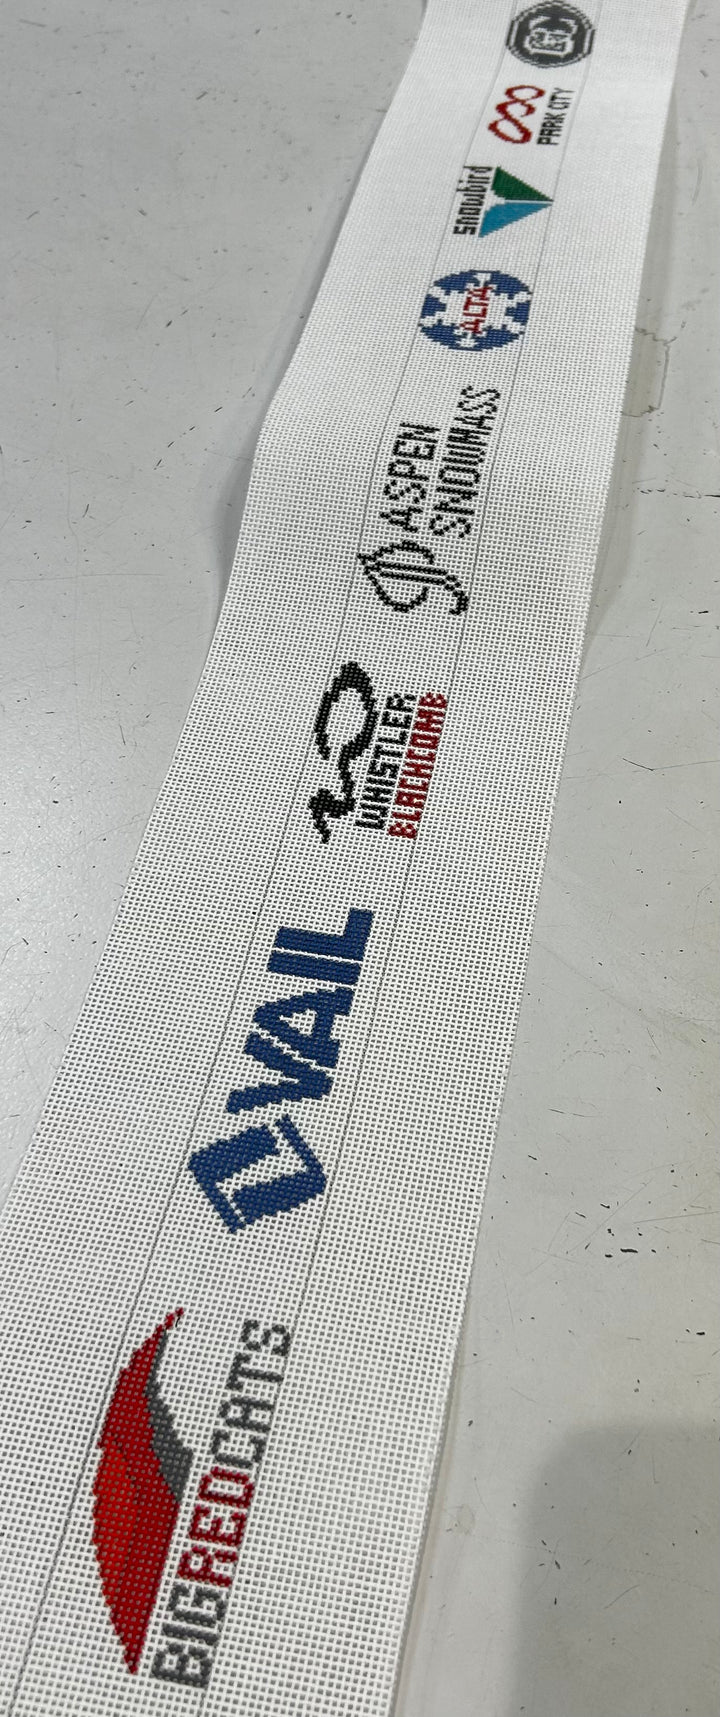 PARK CITY
snowbird
ALTA
ASPEN
SNOWMASS
WHISTLER
BLACKCOMB
VAIL
BIGREDCATS